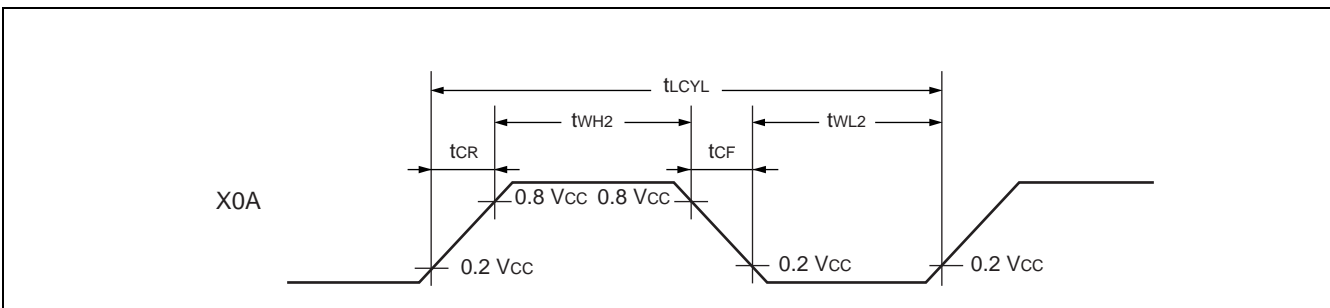 tLCYL
tWH2
tWL2
tCR
tCF
X0A
0.8 VCC 0.8 VCC
0.2 VCC
0.2 VCC
0.2 VCC